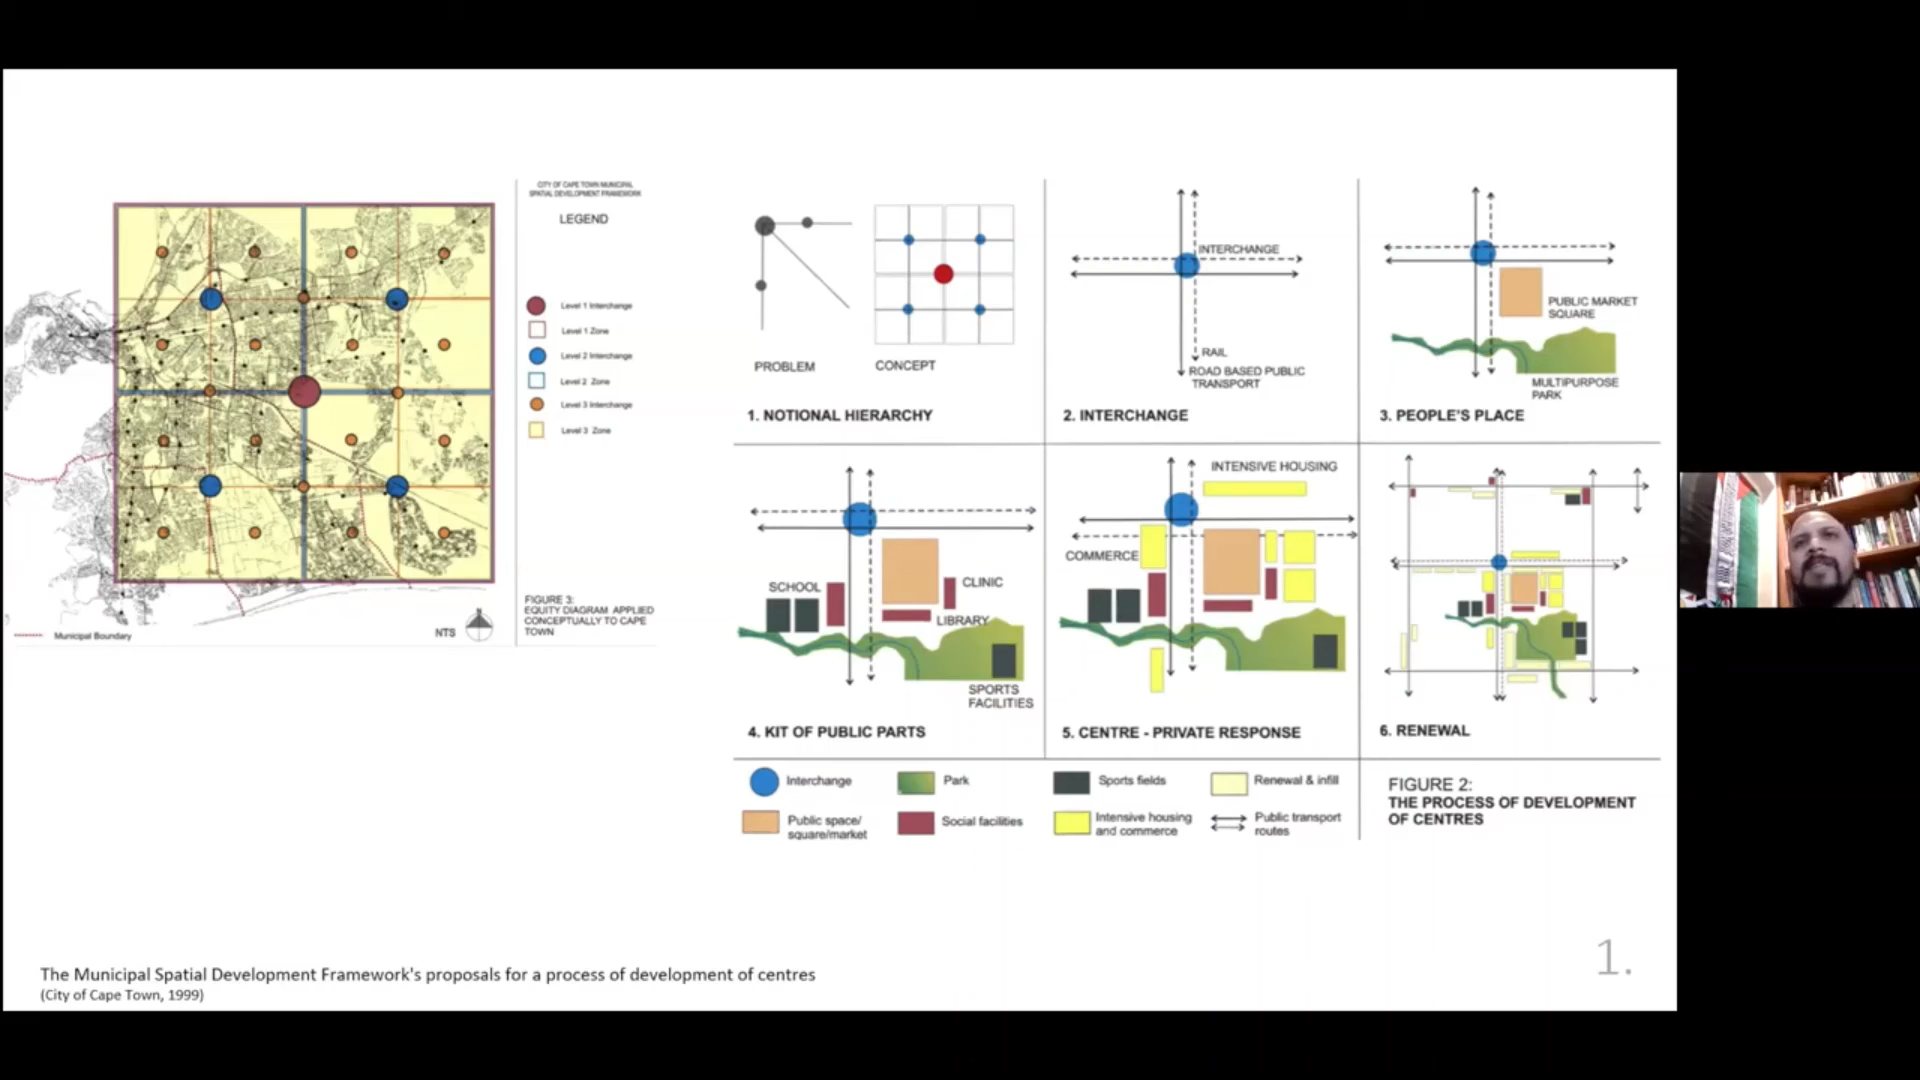 CITY OF CAPE TOWN MUNICIPAL
SPATIAL DEVELOPMENT FRAMEWORK
LEGEND
Level 1 Interchange
Level 1 Zone
Level 2 Interchange
Level 2 Zone
Level 3 Interchange
Level 3 Zone
FIGURE 3:
EQUITY DIAGRAM APPLIED
CONCEPTUALLY TO CAPE
TOWN
Municipal Boundary
NTS
PROBLEM
CONCEPT
1. NOTIONAL HIERARCHY
INTERCHANGE
RAIL
ROAD BASED PUBLIC
TRANSPORT
2. INTERCHANGE
PUBLIC MARKET
SQUARE
MULTIPURPOSE
PARK
3. PEOPLE'S PLACE
SCHOOL
CLINIC
LIBRARY
SPORTS
FACILITIES
4. KIT OF PUBLIC PARTS
INTENSIVE HOUSING
COMMERCE
5. CENTRE - PRIVATE RESPONSE
6. RENEWAL
Interchange
Park
Sports fields
Renewal & infill
Public space/
square/market
Social facilities
Intensive housing
and commerce
Public transport
routes
FIGURE 2:
THE PROCESS OF DEVELOPMENT
OF CENTRES
The Municipal Spatial Development Framework's proposals for a process of development of centres
(City of Cape Town, 1999)
1.